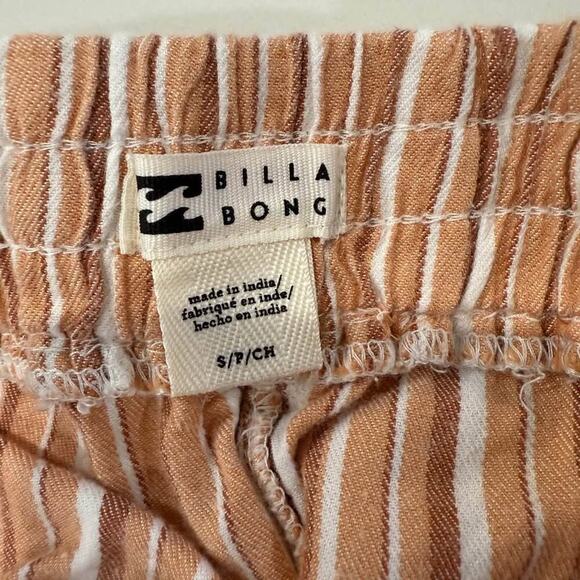 BILLA
BONG
made in india/
fabriqué en inde/
hecho en india
S/P/CH